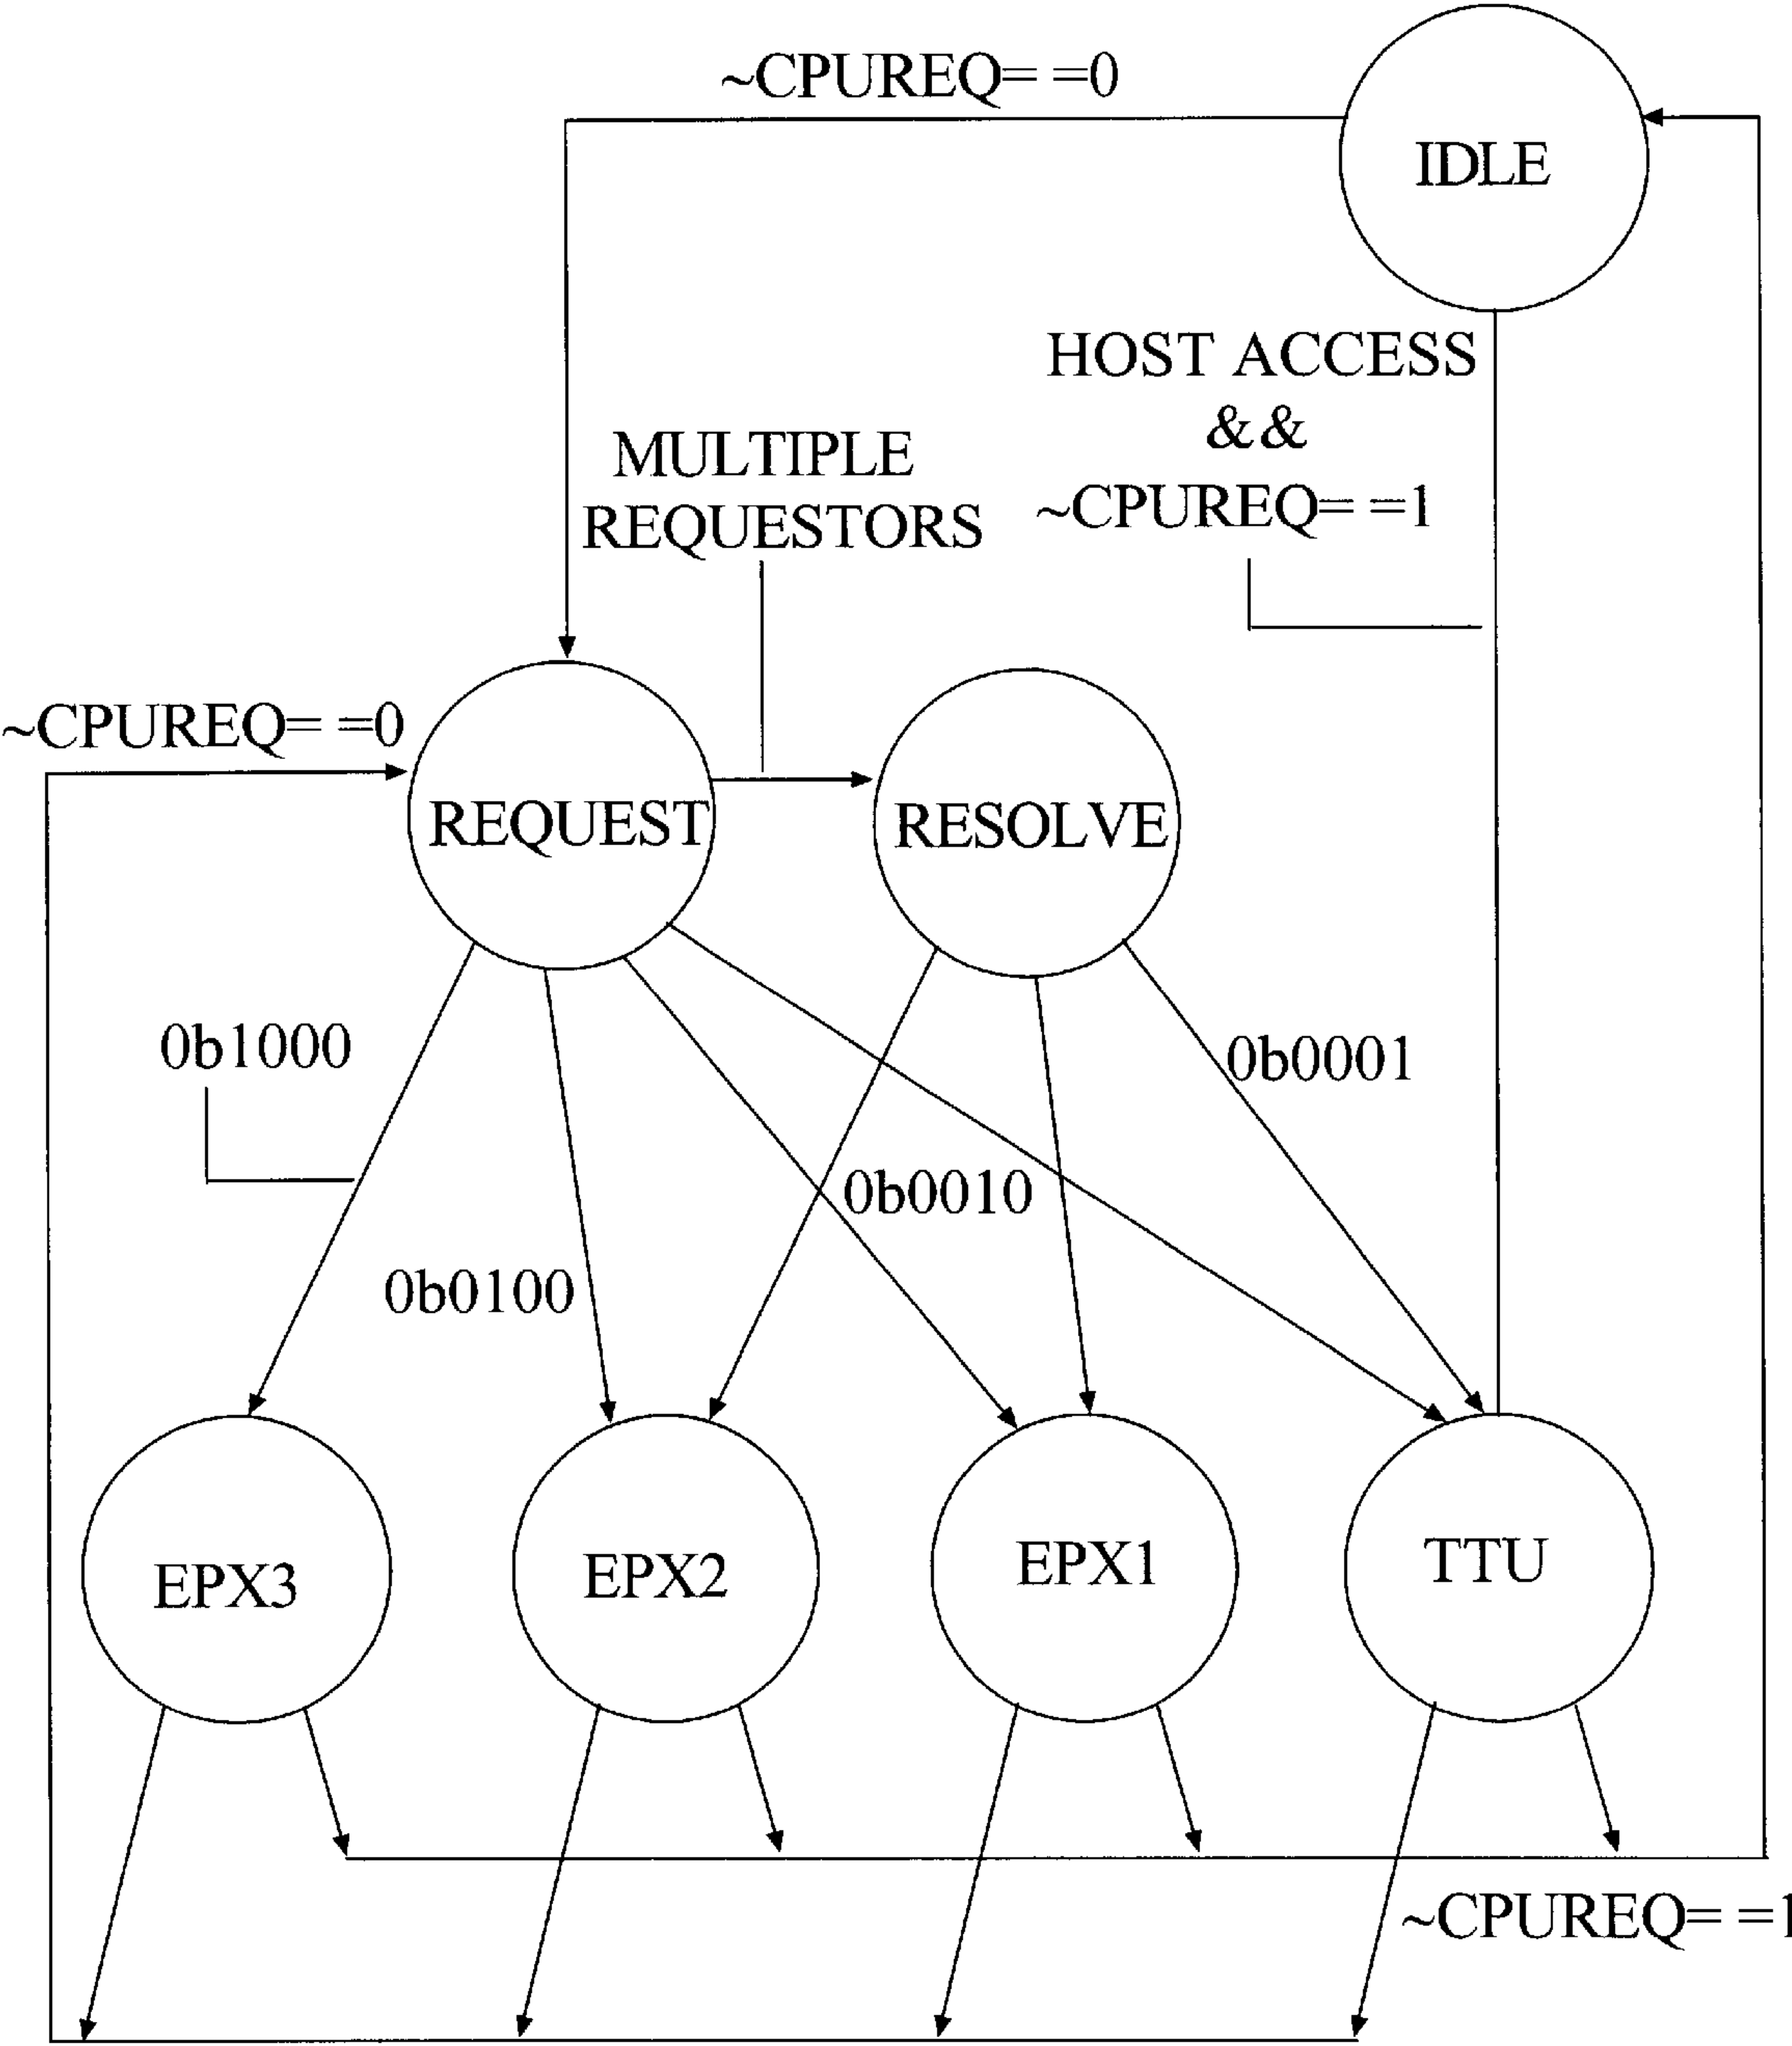 ~CPUREQ= =0
IDLE
HOST ACCESS
&&
~CPUREQ= =1
MULTIPLE
REQUESTORS
~CPUREQ= =0
REQUEST
RESOLVE
0b1000
0b0001
0b0010
0b0100
EPX3
EPX2
EPX1
TTU
~CPUREQ= =1